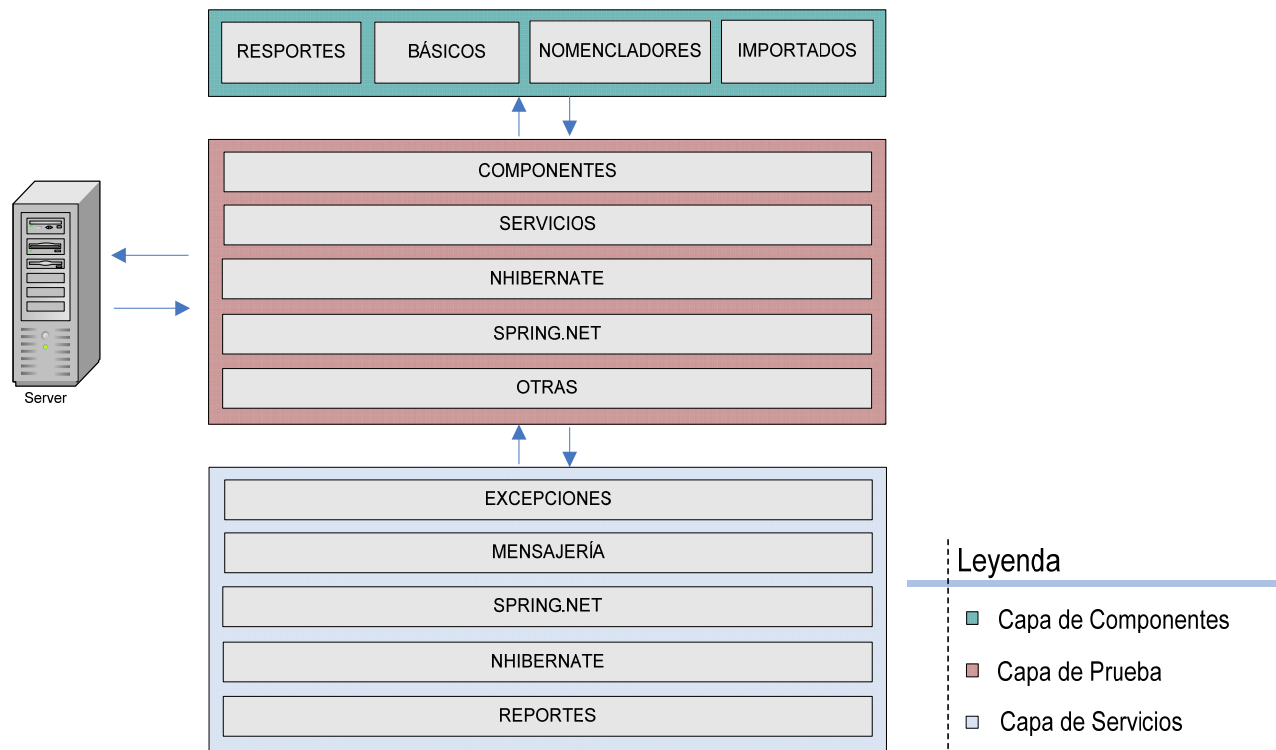 RESPORTES
BÁSICOS
NOMENCLADORES
IMPORTADOS
COMPONENTES
SERVICIOS
NHIBERNATE
SPRING.NET
OTRAS
Server
EXCEPCIONES
MENSAJERÍA
SPRING.NET
NHIBERNATE
REPORTES
Leyenda
Capa de Componentes
Capa de Prueba
Capa de Servicios